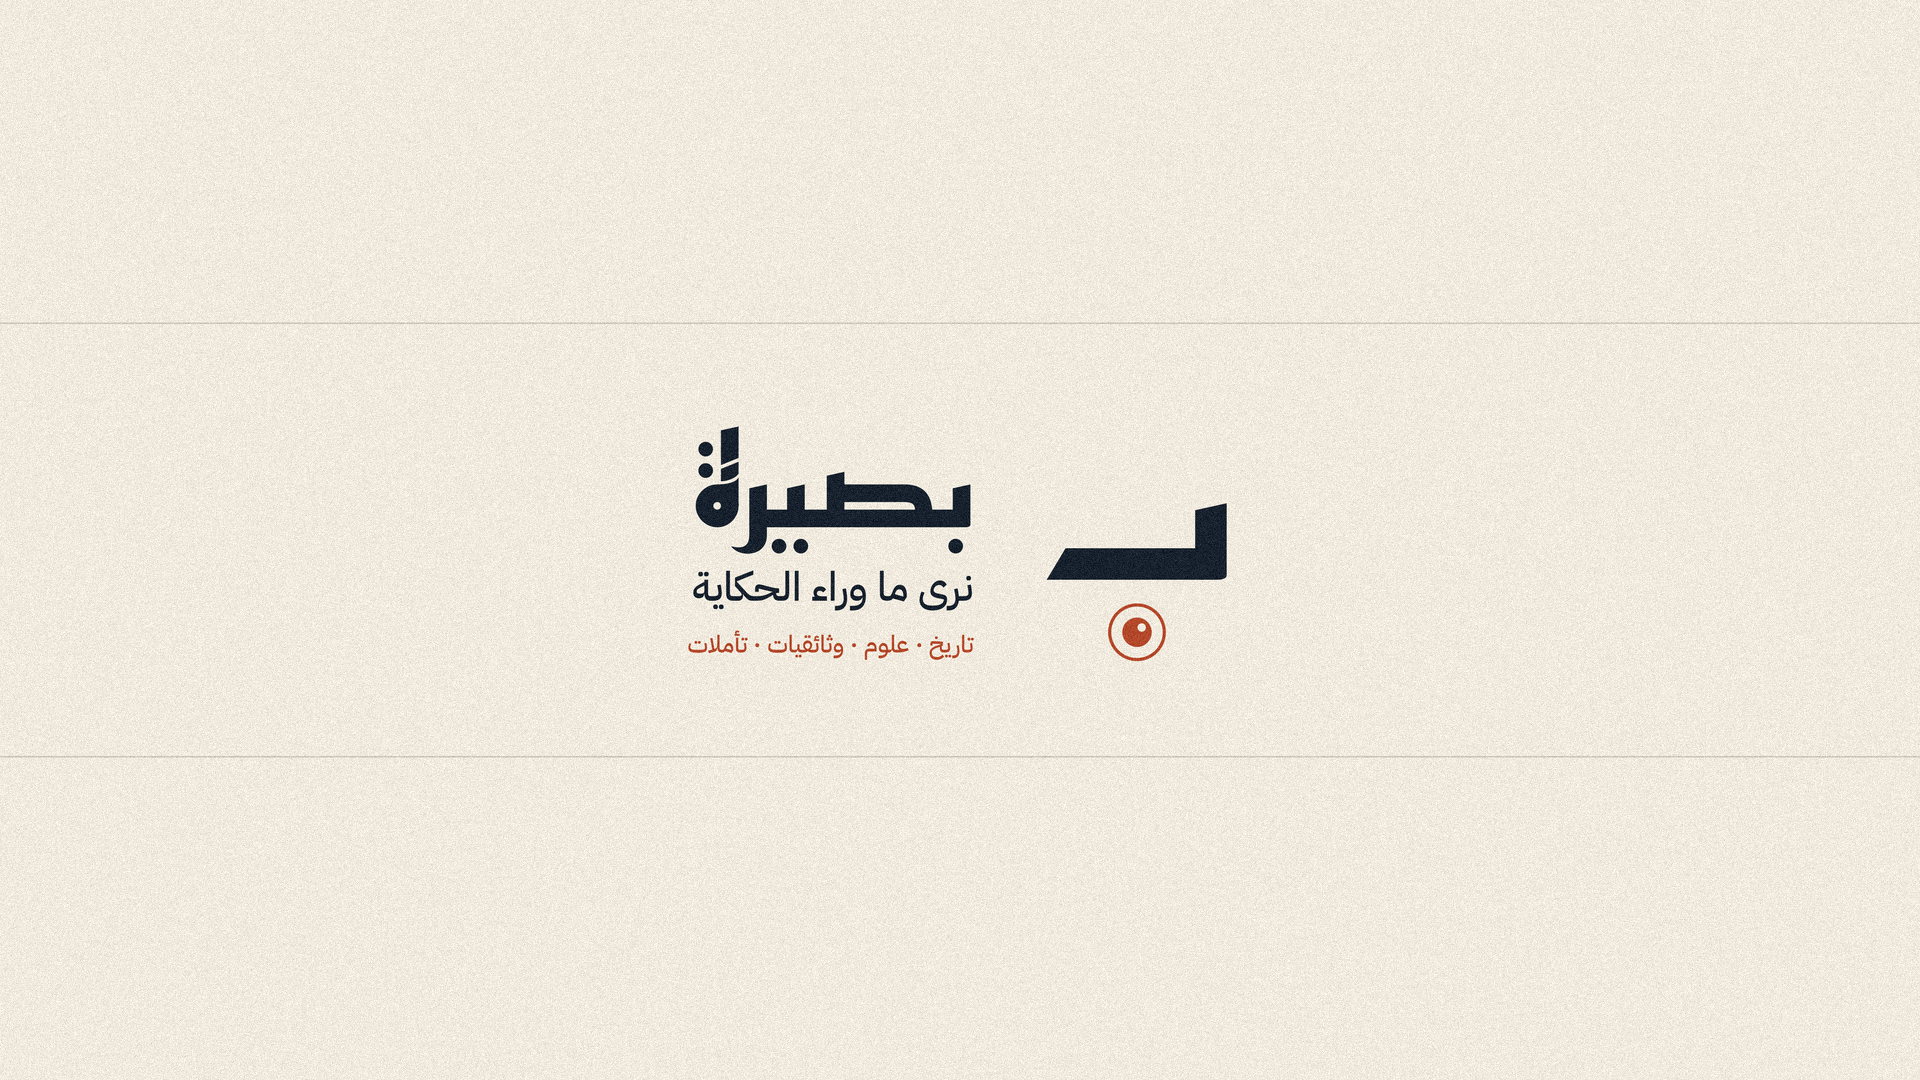 بصيرة
نرى ما وراء الحكاية
تاريخ · علوم · وثائقيات · تأملات